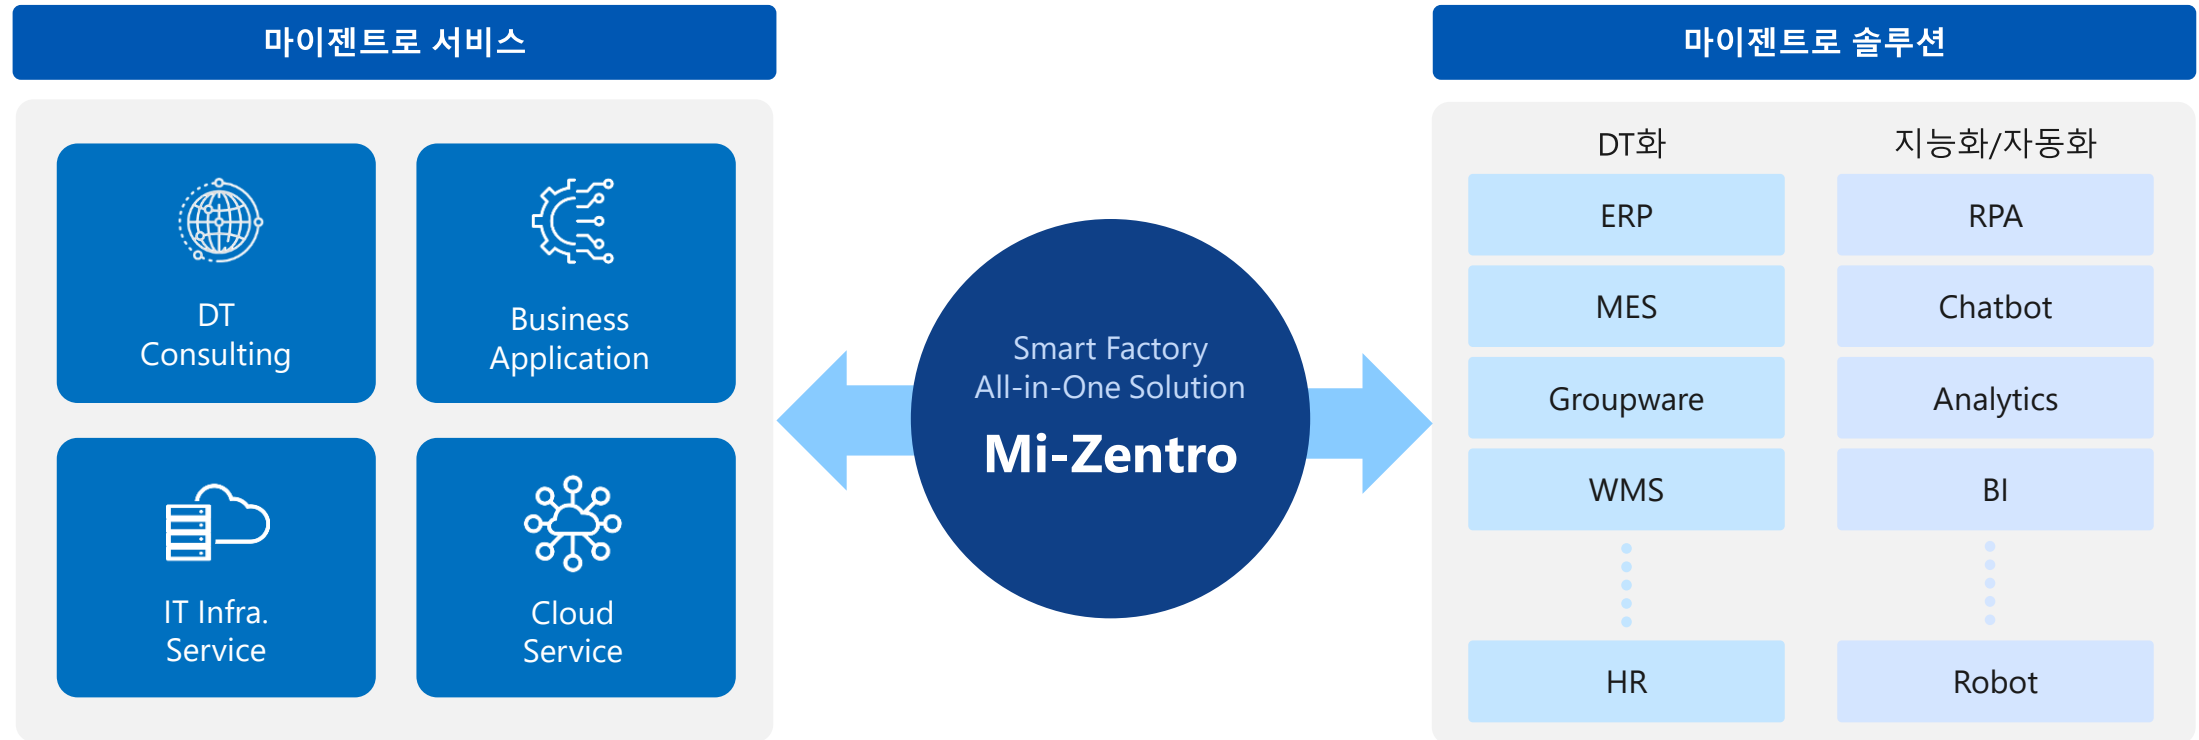 마이젠트로 서비스
DT
Consulting
Business
Application
IT Infra.
Service
Cloud
Service
Smart Factory
All-in-One Solution
Mi-Zentro
마이젠트로 솔루션
DT화
지능화/자동화
ERP
RPA
MES
Chatbot
Groupware
Analytics
WMS
BI
HR
Robot